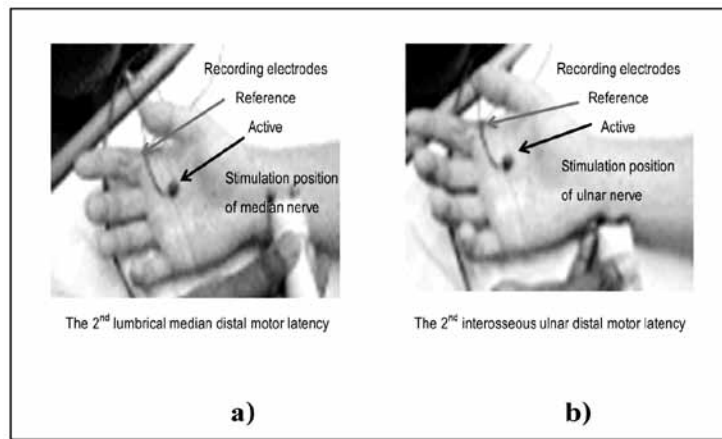 Recording electrodes
Reference
Active
Stimulation position
of median nerve
The 2nd lumbrical median distal motor latency
a)
Recording electrodes
Reference
Active
Stimulation position
of ulnar nerve
The 2nd interosseous ulnar distal motor latency
b)